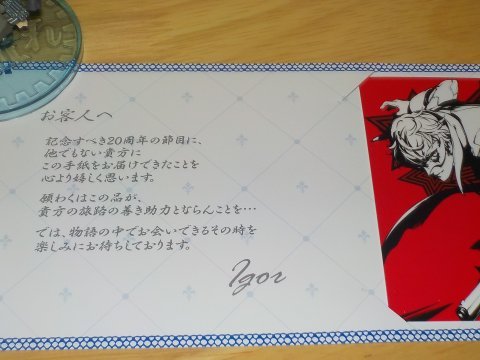 お客人へ
記念すべき20周年の節目に、
他でもない貴方に
この手紙をお届けできたことを
心より嬉しく思います。
願わくはこの品が、
貴方の旅路の善き助力とならんことを…
では、物語の中でお会いできるその時を
楽しみにお待ちしております。
Igor